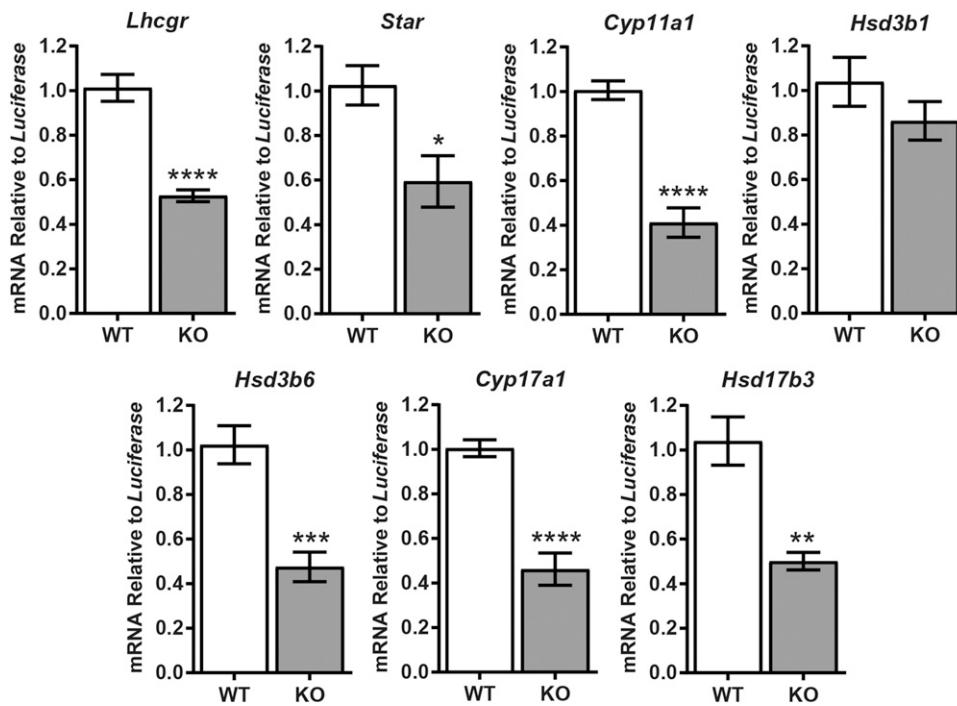 Lhcgr
mRNA Relative to Luciferase
1.2
1.0
0.8
0.6
0.4
0.2
0.0
****
WT KO
Star
mRNA Relative to Luciferase
1.2
1.0
0.8
0.6
0.4
0.2
0.0
*
WT KO
Cyp11a1
mRNA Relative to Luciferase
1.2
1.0
0.8
0.6
0.4
0.2
0.0
****
WT KO
Hsd3b1
mRNA Relative to Luciferase
1.2
1.0
0.8
0.6
0.4
0.2
0.0
WT KO
Hsd3b6
mRNA Relative to Luciferase
1.2
1.0
0.8
0.6
0.4
0.2
0.0
***
WT KO
Cyp17a1
mRNA Relative to Luciferase
1.2
1.0
0.8
0.6
0.4
0.2
0.0
****
WT KO
Hsd17b3
mRNA Relative to Luciferase
1.2
1.0
0.8
0.6
0.4
0.2
0.0
**
WT KO